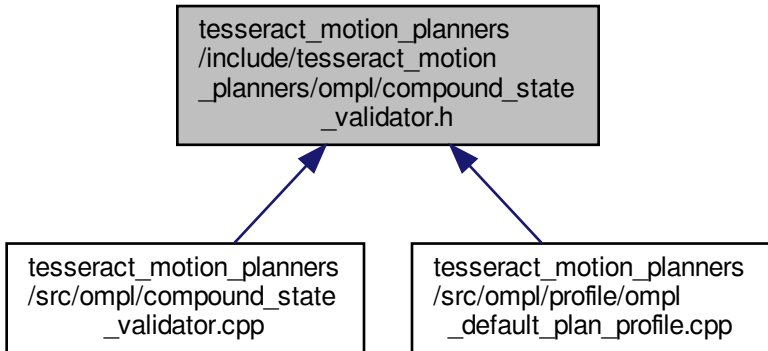 tesseract_motion_planners
/include/tesseract_motion
_planners/ompl/compound_state
_validator.h
tesseract_motion_planners
/src/ompl/compound_state
_validator.cpp
tesseract_motion_planners
/src/ompl/profile/ompl
_default_plan_profile.cpp